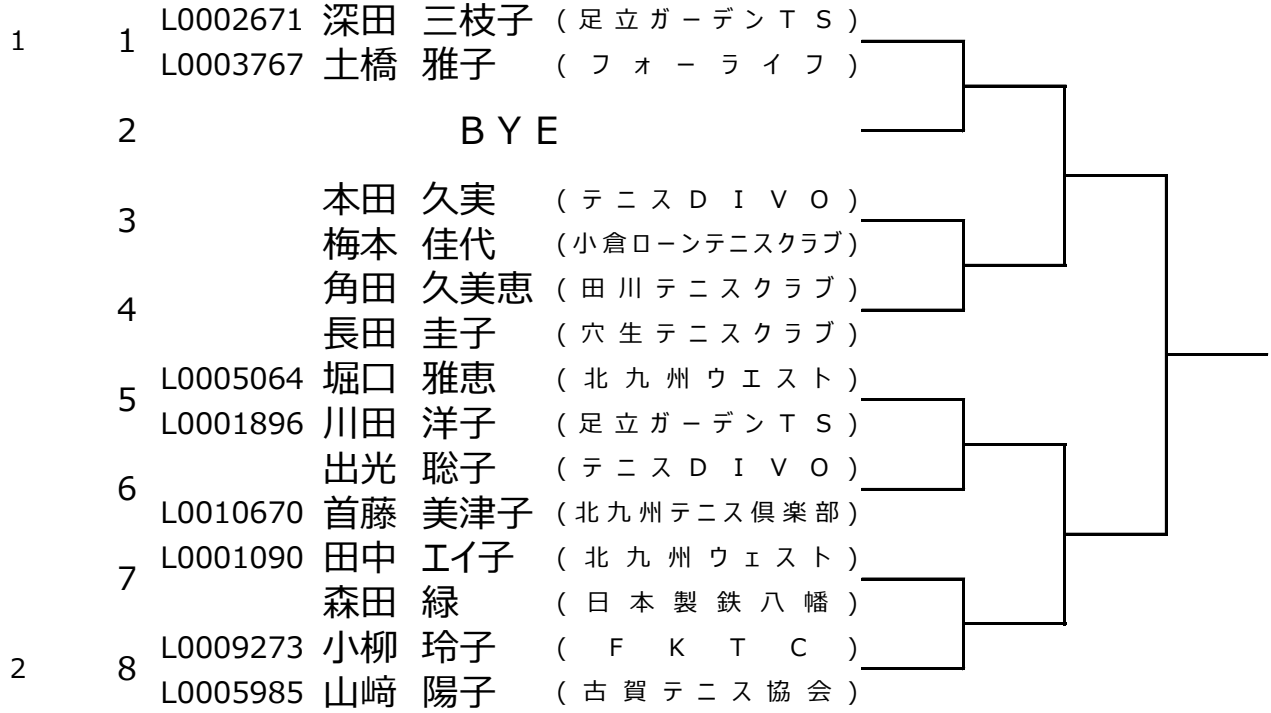 1 1 L0002671 深田 三枝子 (足立ガーデンＴＳ)
L0003767 土橋 雅子 (フォーライフ)
2 ＢＹＥ
3 本田 久実 (テニスＤＩＶＯ)
梅本 佳代 (小倉ローンテニスクラブ)
4 角田 久美恵 (田川テニスクラブ)
長田 圭子 (穴生テニスクラブ)
5 L0005064 堀口 雅恵 (北九州ウエスト)
L0001896 川田 洋子 (足立ガーデンＴＳ)
6 出光 聡子 (テニスＤＩＶＯ)
L0010670 首藤 美津子 (北九州テニス倶楽部)
7 L0001090 田中 エイ子 (北九州ウェスト)
森田 緑 (日本製鉄八幡)
2 8 L0009273 小柳 玲子 (ＦＫＴＣ)
L0005985 山﨑 陽子 (古賀テニス協会)